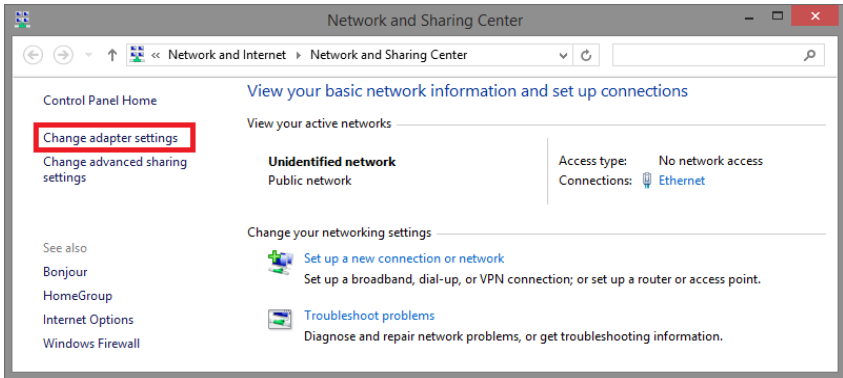 Network and Sharing Center
« Network and Internet ▸ Network and Sharing Center
Control Panel Home
Change adapter settings
Change advanced sharing
settings
See also
Bonjour
HomeGroup
Internet Options
Windows Firewall
View your basic network information and set up connections
View your active networks
Unidentified network
Public network
Access type: No network access
Connections: Ethernet
Change your networking settings
Set up a new connection or network
Set up a broadband, dial-up, or VPN connection; or set up a router or access point.
Troubleshoot problems
Diagnose and repair network problems, or get troubleshooting information.